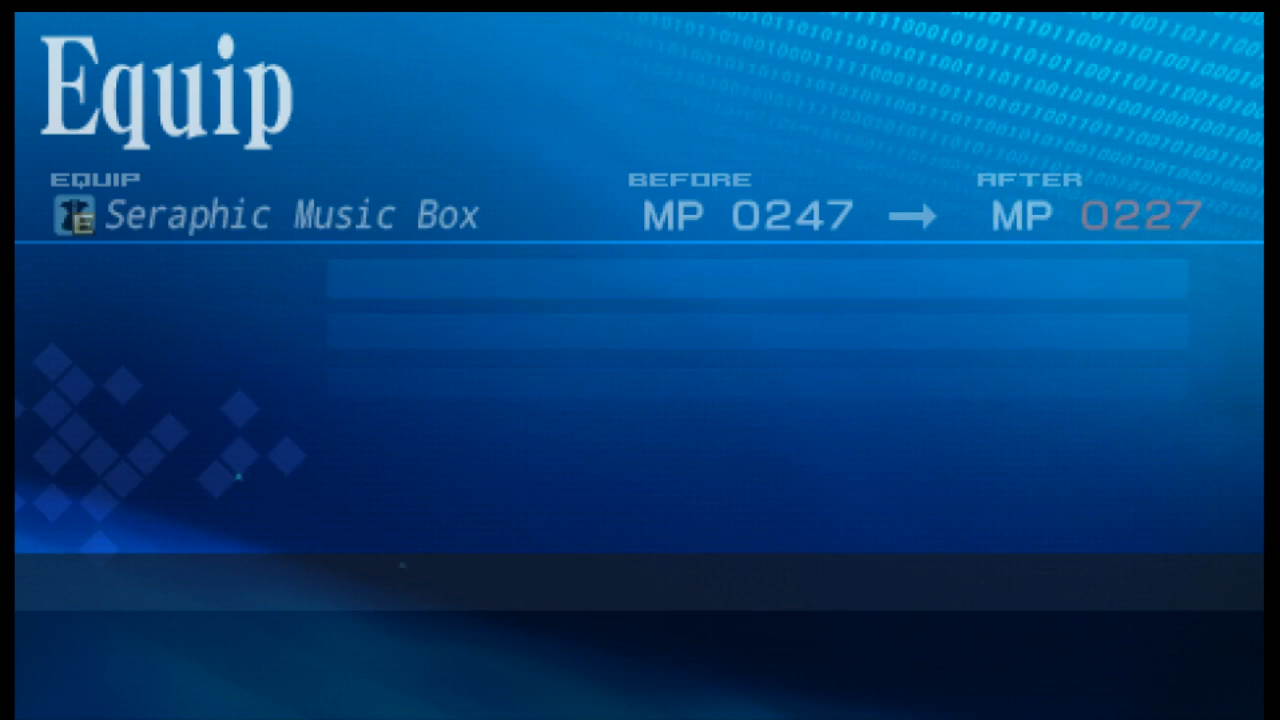 Equip
EQUIP BEFORE AFTER
E Seraphic Music Box MP 0247 → MP 0227